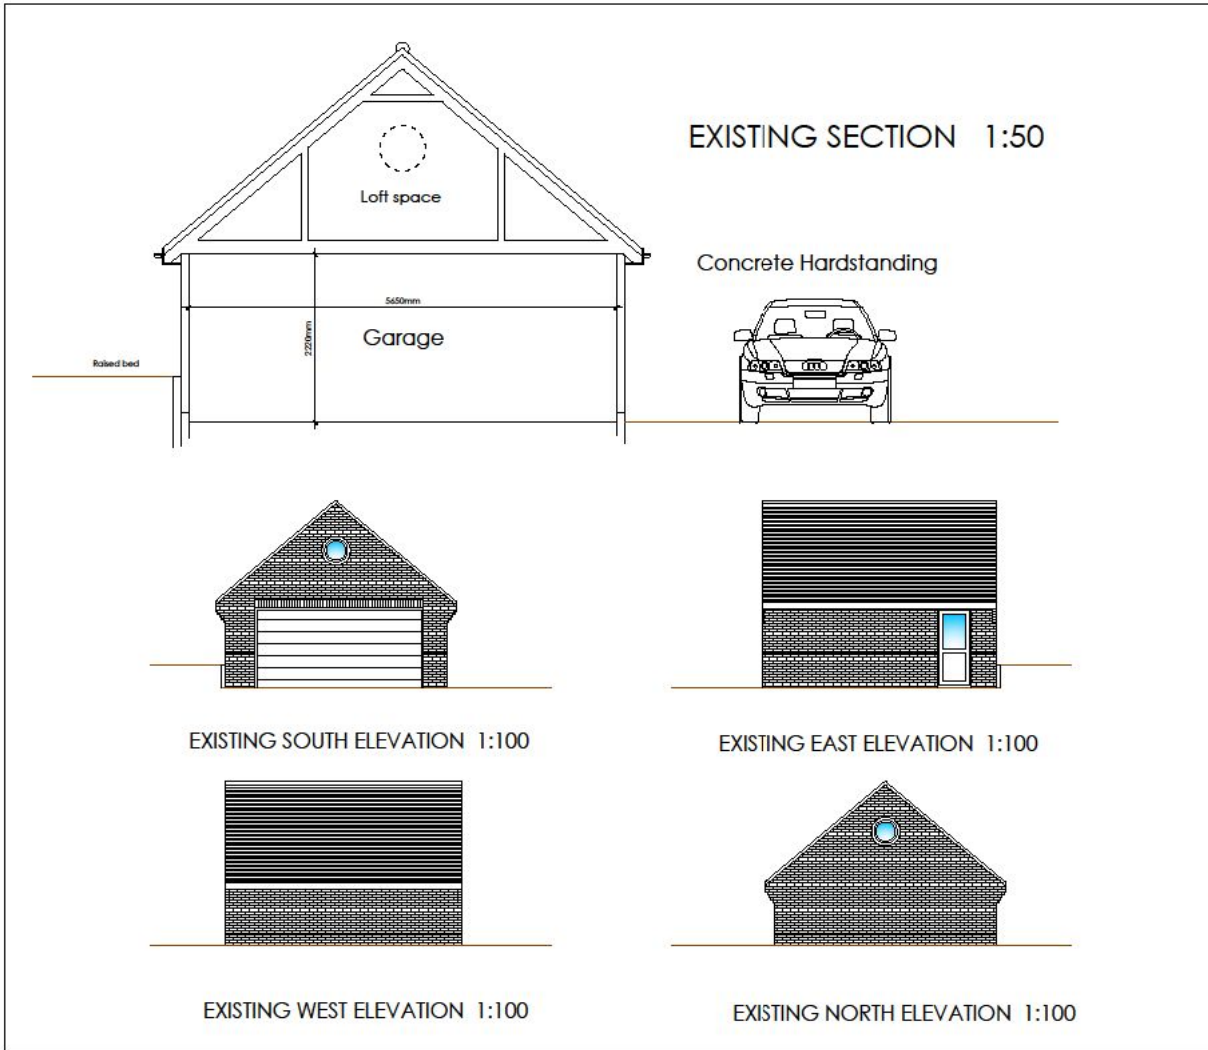 EXISTING SECTION 1:50
Loft space
Concrete Hardstanding
5650mm
2220mm
Garage
Raised bed
EXISTING SOUTH ELEVATION 1:100
EXISTING EAST ELEVATION 1:100
EXISTING WEST ELEVATION 1:100
EXISTING NORTH ELEVATION 1:100